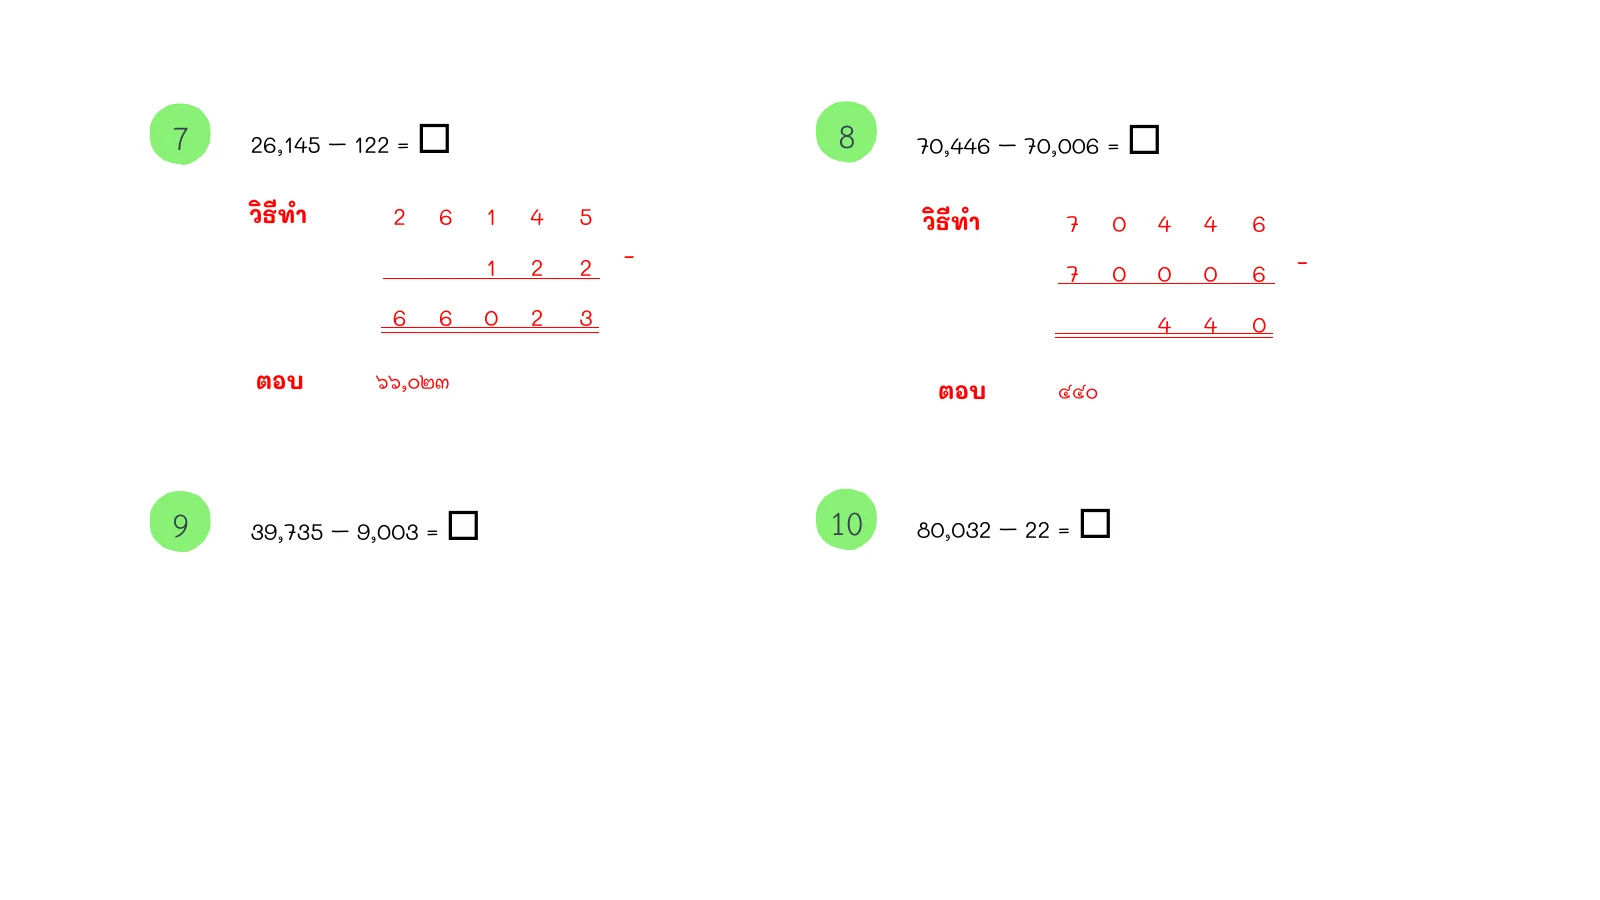 7
26,145 – 122 = □
วิธีทำ 2 6 1 4 5
1 2 2 -
6 6 0 2 3
ตอบ ๖๖,๐๒๓
8
70,446 – 70,006 = □
วิธีทำ 7 0 4 4 6
7 0 0 0 6 -
4 4 0
ตอบ ๔๔๐
9
39,735 – 9,003 = □
10
80,032 – 22 = □